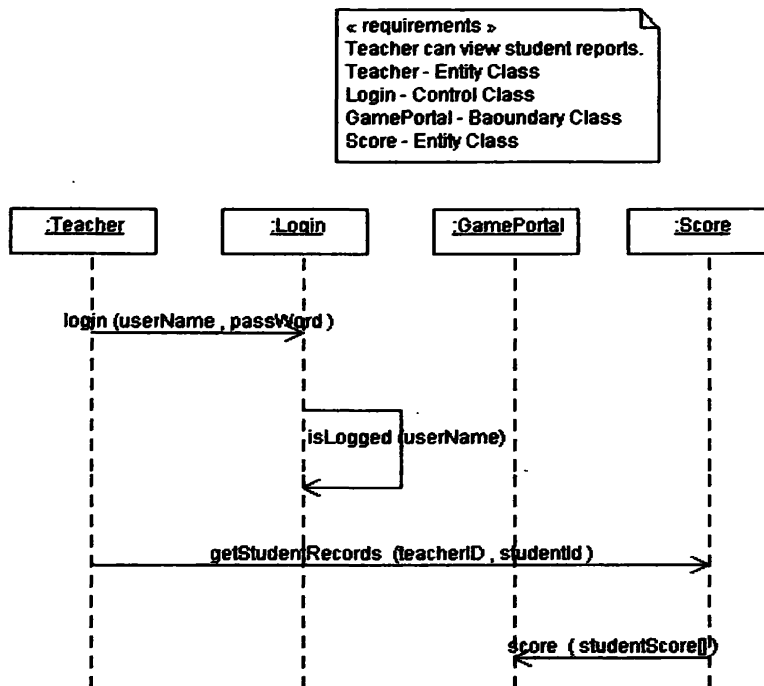 « requirements »
Teacher can view student reports.
Teacher - Entity Class
Login - Control Class
GamePortal - Baoundary Class
Score - Entity Class
:Teacher
:Login
:GamePortal
:Score
login (userName , passWord )
isLogged (userName)
getStudentRecords (teacherID , studentId )
score ( studentScore[])